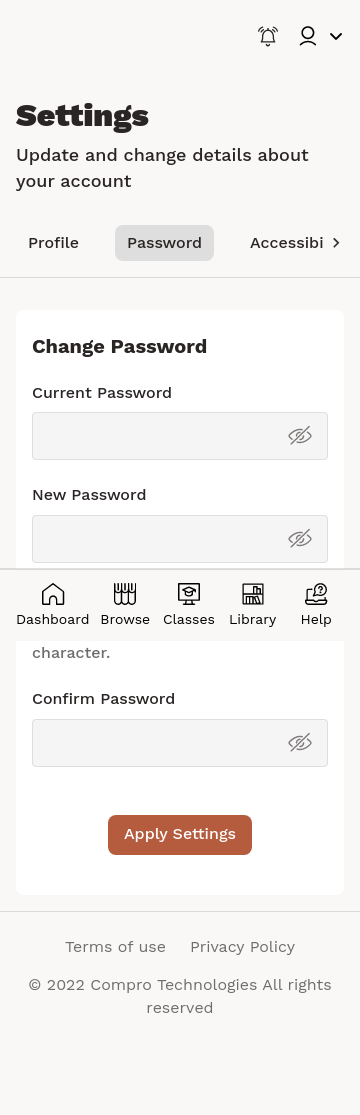 Settings
Update and change details about
your account
Profile Password Accessibi
Change Password
Current Password
New Password
Dashboard Browse Classes Library Help
character.
Confirm Password
Apply Settings
Terms of use Privacy Policy
© 2022 Compro Technologies All rights
reserved